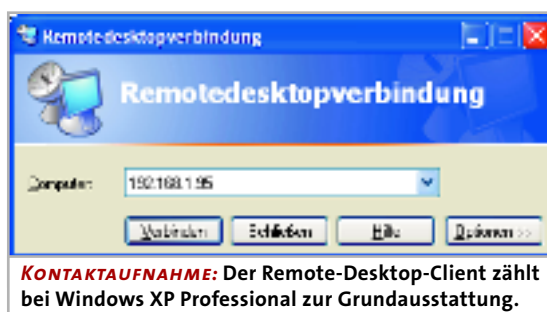 Remotedesktopverbindung
Remotedesktopverbindung
Computer: 192.168.1.95
Verbinden Schließen Hilfe Optionen >>
KONTAKTAUFNAHME: Der Remote-Desktop-Client zählt
bei Windows XP Professional zur Grundausstattung.